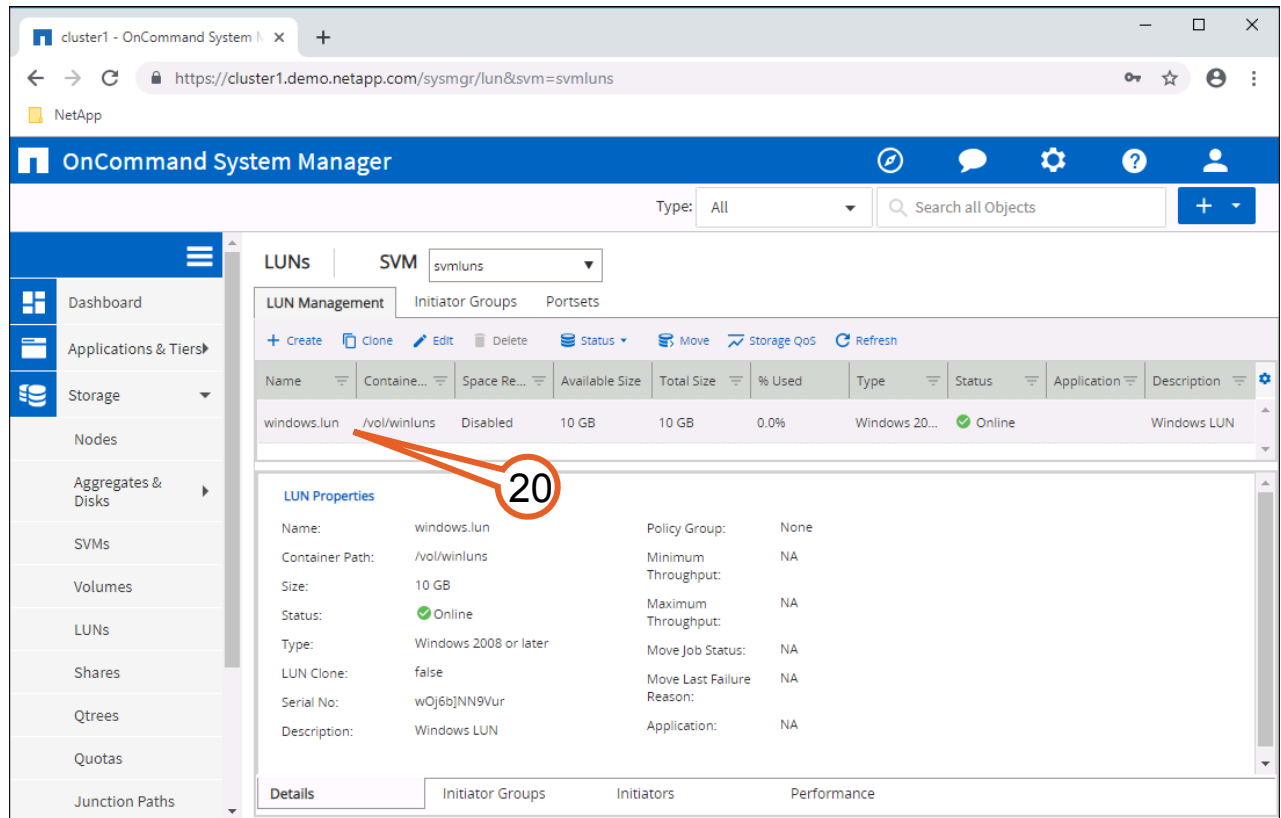 cluster1 - OnCommand System M
https://cluster1.demo.netapp.com/sysmgr/lun&svm=svmluns
NetApp
OnCommand System Manager
Type: All Search all Objects
LUNs SVM svmluns
Dashboard
Applications & Tiers
Storage
Nodes
Aggregates &
Disks
SVMs
Volumes
LUNs
Shares
Qtrees
Quotas
Junction Paths
LUN Management Initiator Groups Portsets
Create Clone Edit Delete Status Move Storage QoS Refresh
Name Containe... Space Re... Available Size Total Size % Used Type Status Application Description
windows.lun /vol/winluns Disabled 10 GB 10 GB 0.0% Windows 20... Online Windows LUN
20
LUN Properties
Name: windows.lun
Container Path: /vol/winluns
Size: 10 GB
Status: Online
Type: Windows 2008 or later
LUN Clone: false
Serial No: wOj6b]NN9Vur
Description: Windows LUN
Policy Group: None
Minimum NA
Throughput:
Maximum NA
Throughput:
Move Job Status: NA
Move Last Failure NA
Reason:
Application: NA
Details Initiator Groups Initiators Performance